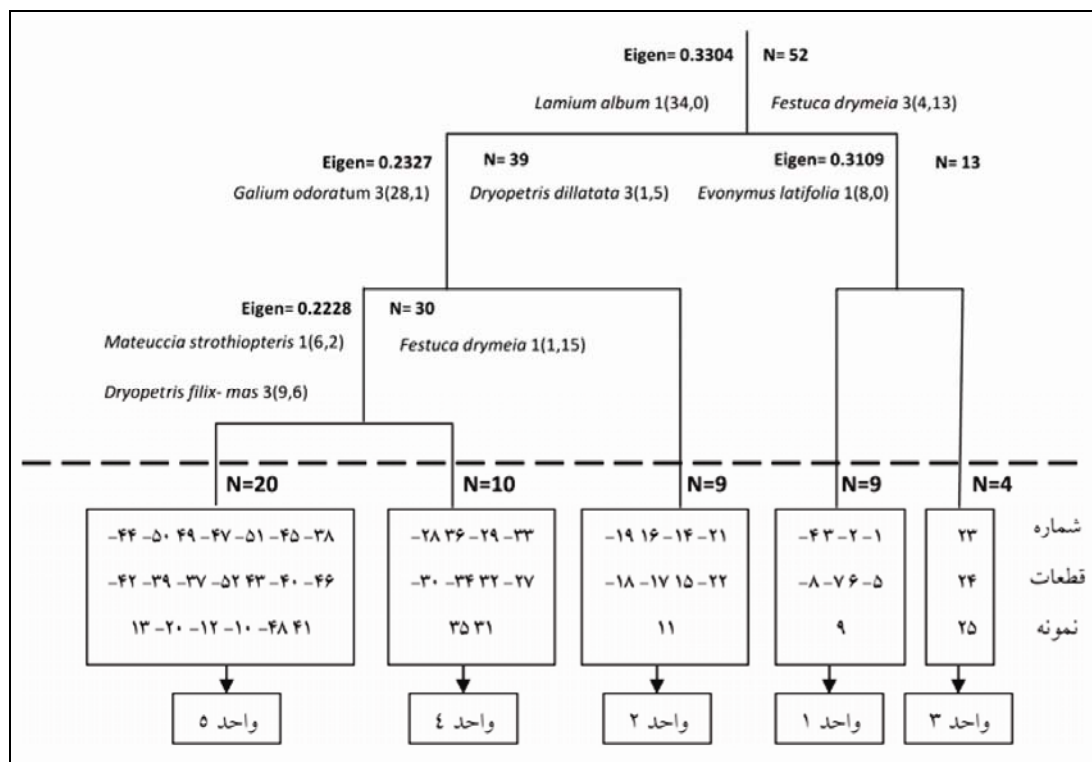 Eigen= 0.3304 N= 52
Lamium album 1(34,0) Festuca drymeia 3(4,13)
Eigen= 0.2327 N= 39 Eigen= 0.3109 N= 13
Galium odoratum 3(28,1) Dryopetris dillatata 3(1,5) Evonymus latifolia 1(8,0)
Eigen= 0.2228 N= 30
Mateuccia strothiopteris 1(6,2) Festuca drymeia 1(1,15)
Dryopetris filix- mas 3(9,6)
N=20 N=10 N=9 N=9 N=4
-۴۴ -۵۰ ۴۹ -۴۷ -۵۱ -۴۵ -۳۸ -۲۸ ۳۶ -۲۹ -۳۳ -۱۹ ۱۶ -۱۴ -۲۱ -۴ ۳ -۲ -۱ ۲۳ شماره
-۴۲ -۳۹ -۳۷ -۵۲ ۴۳ -۴۰ -۴۶ -۳۰ -۳۴ ۳۲ -۲۷ -۱۸ -۱۷ ۱۵ -۲۲ -۸ -۷ ۶ -۵ ۲۴ قطعات
۱۳ -۲۰ -۱۲ -۱۰ -۴۸ ۴۱ ۳۵ ۳۱ ۱۱ ۹ ۲۵ نمونه
واحد ۵ واحد ٤ واحد ۲ واحد ۱ واحد ۳